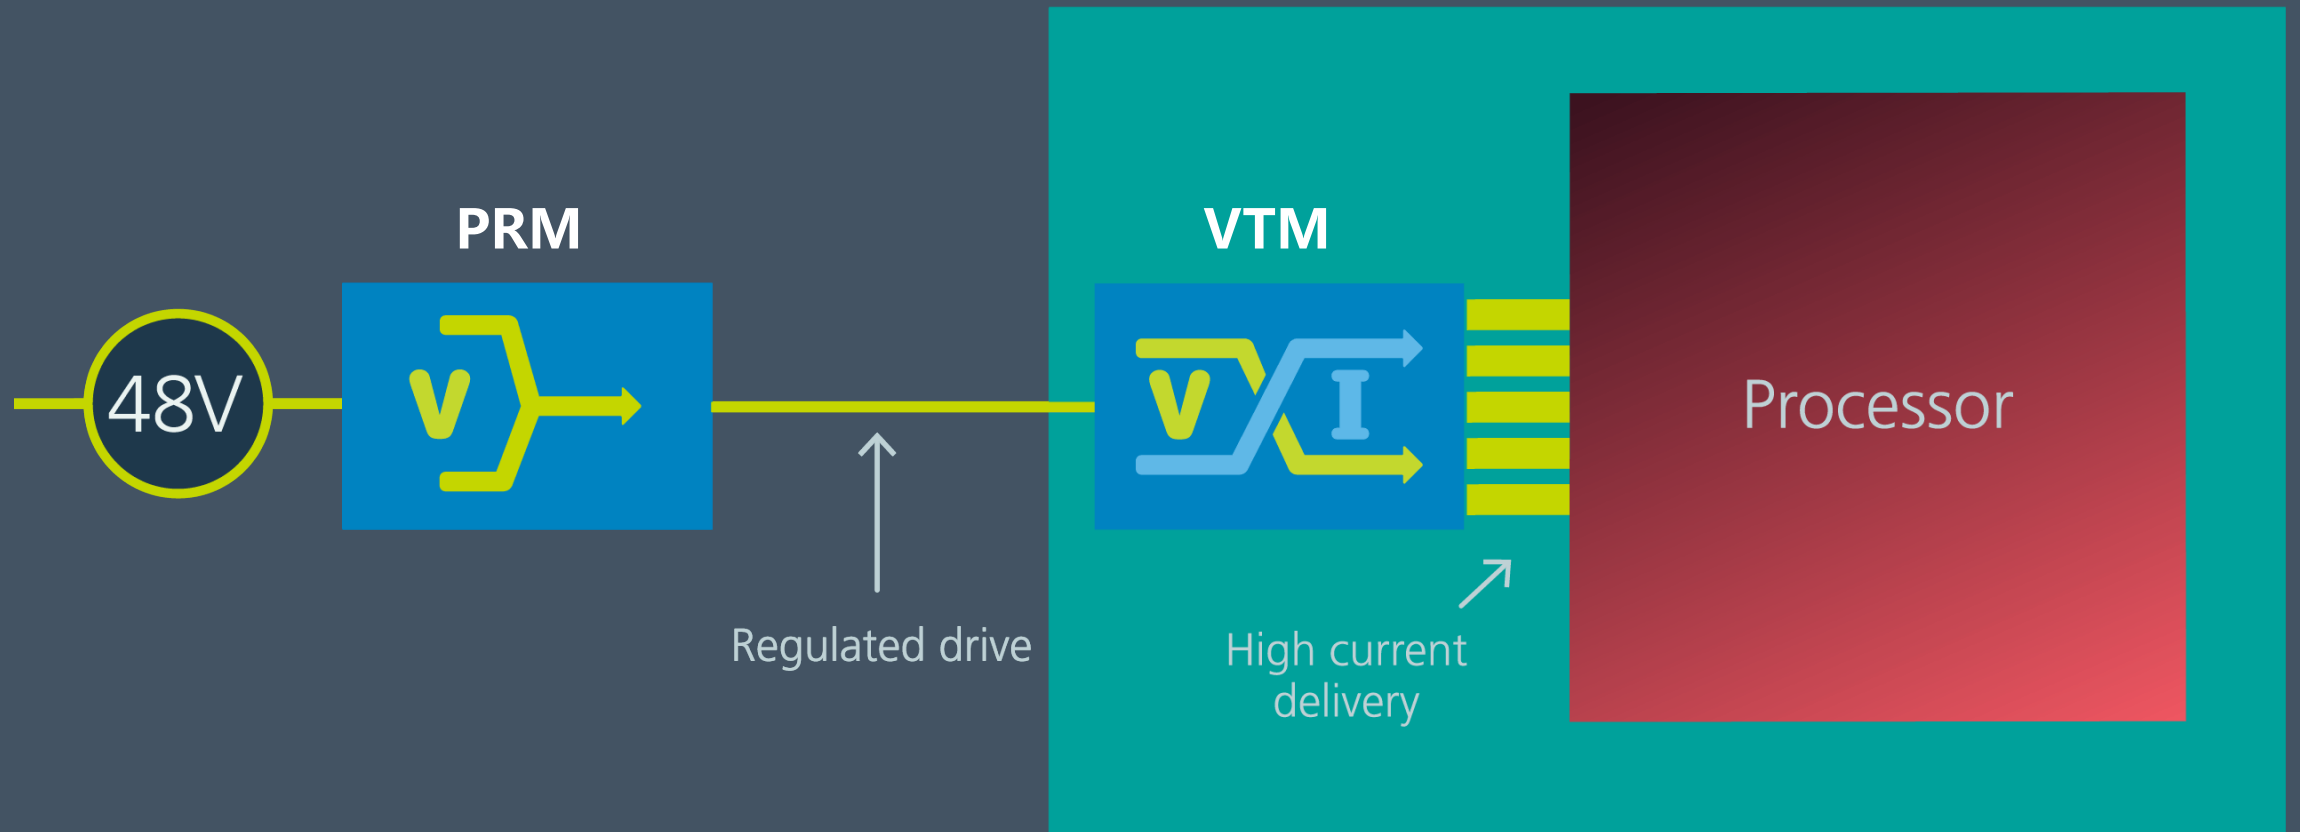 PRM
VTM
48V
V
V
I
Processor
Regulated drive
High current
delivery